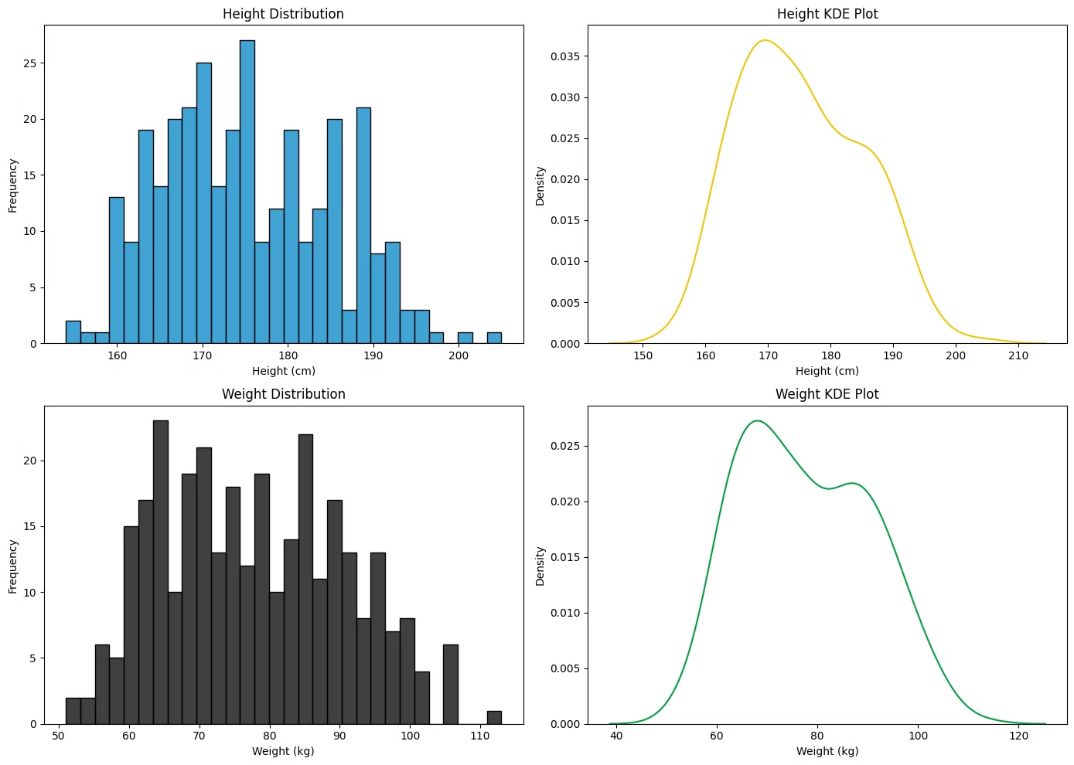 Height Distribution
Frequency
25
20
15
10
5
0
160 170 180 190 200
Height (cm)
Height KDE Plot
Density
0.035
0.030
0.025
0.020
0.015
0.010
0.005
0.000
150 160 170 180 190 200 210
Height (cm)
Weight Distribution
Frequency
20
15
10
5
0
50 60 70 80 90 100 110
Weight (kg)
Weight KDE Plot
Density
0.025
0.020
0.015
0.010
0.005
0.000
40 60 80 100 120
Weight (kg)